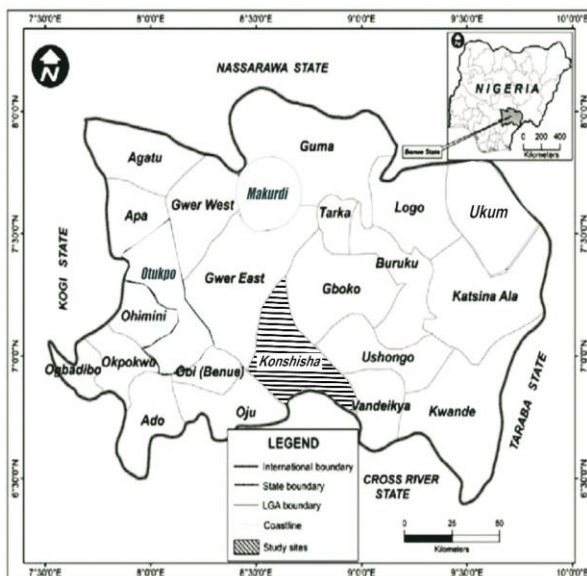 7°30'0"E
8°0'0"E
8°30'0"E
9°0'0"E
9°30'0"E
10°0'0"E
N
NASSARAWA STATE
NIGERIA
Benue State
0 200 400
Kilometers
8°0'0"N
8°0'0"N
Agatu
Guma
Apa
Gwer West
Makurdi
Tarka
Logo
Ukum
7°30'0"N
7°30'0"N
KOGI STATE
Otukpo
Gwer East
Buruku
Gboko
Katsina Ala
Ohimini
7°0'0"N
7°0'0"N
Ogbadibo
Okpokwo
Obi (Benue)
Konshisha
Ushongo
TARABA STATE
Ado
Oju
Vandeikya
Kwande
6°30'0"N
6°30'0"N
LEGEND
International boundary
State boundary
LGA boundary
Coastline
Study sites
CROSS RIVER
STATE
0 25 50
Kilometers
7°30'0"E
8°0'0"E
8°30'0"E
9°0'0"E
9°30'0"E
10°0'0"E